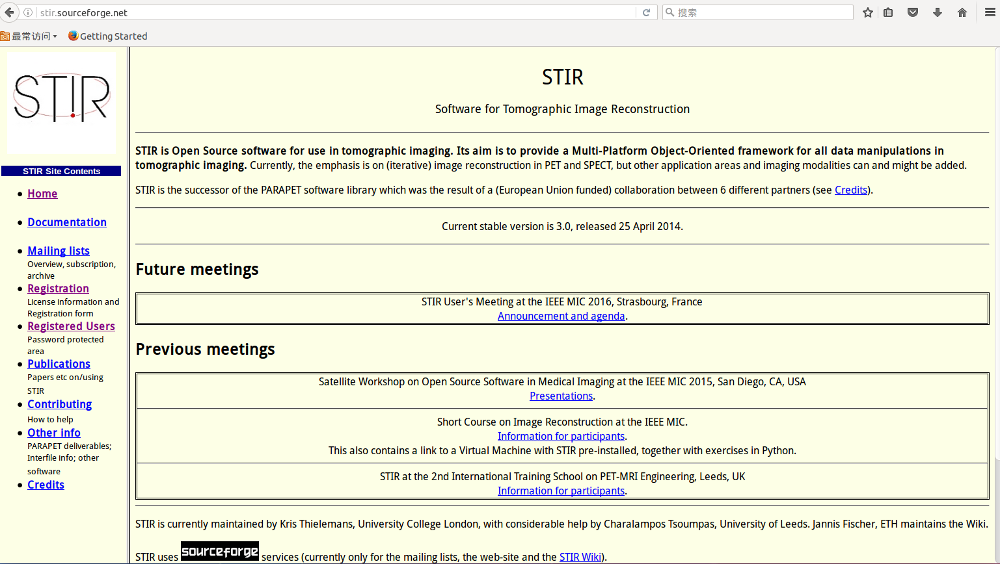 stir.sourceforge.net
搜索
最常访问
Getting Started
STIR
STIR Site Contents
Home
Documentation
Mailing lists
Overview, subscription,
archive
Registration
License information and
Registration form
Registered Users
Password protected
area
Publications
Papers etc on/using
STIR
Contributing
How to help
Other info
PARAPET deliverables;
Interfile info; other
software
Credits
STIR
Software for Tomographic Image Reconstruction
STIR is Open Source software for use in tomographic imaging. Its aim is to provide a Multi-Platform Object-Oriented framework for all data manipulations in
tomographic imaging. Currently, the emphasis is on (iterative) image reconstruction in PET and SPECT, but other application areas and imaging modalities can and might be added.
STIR is the successor of the PARAPET software library which was the result of a (European Union funded) collaboration between 6 different partners (see Credits).
Current stable version is 3.0, released 25 April 2014.
Future meetings
STIR User's Meeting at the IEEE MIC 2016, Strasbourg, France
Announcement and agenda.
Previous meetings
Satellite Workshop on Open Source Software in Medical Imaging at the IEEE MIC 2015, San Diego, CA, USA
Presentations.
Short Course on Image Reconstruction at the IEEE MIC.
Information for participants.
This also contains a link to a Virtual Machine with STIR pre-installed, together with exercises in Python.
STIR at the 2nd International Training School on PET-MRI Engineering, Leeds, UK
Information for participants.
STIR is currently maintained by Kris Thielemans, University College London, with considerable help by Charalampos Tsoumpas, University of Leeds. Jannis Fischer, ETH maintains the Wiki.
STIR uses sourceforge services (currently only for the mailing lists, the web-site and the STIR Wiki).